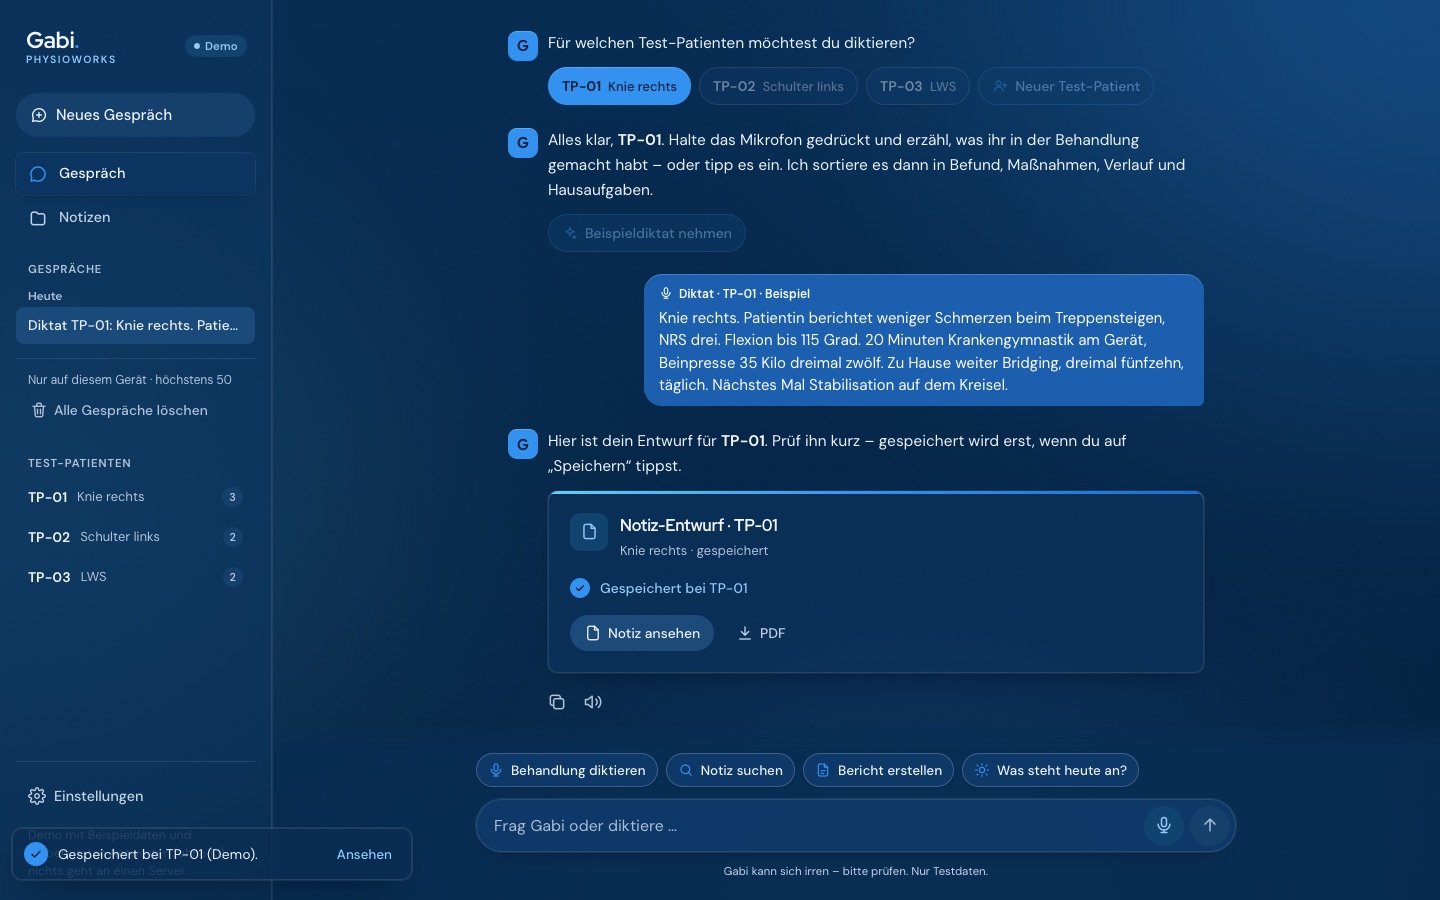 Gabi.
PHYSIOWORKS
Demo
Neues Gespräch
Gespräch
Notizen
GESPRÄCHE
Heute
Diktat TP-01: Knie rechts. Patie...
Nur auf diesem Gerät · höchstens 50
Alle Gespräche löschen
TEST-PATIENTEN
TP-01 Knie rechts 3
TP-02 Schulter links 2
TP-03 LWS 2
Einstellungen
Demo mit Beispieldaten und
nichts geht an einen Server.
Gespeichert bei TP-01 (Demo). Ansehen
G
Für welchen Test-Patienten möchtest du diktieren?
TP-01 Knie rechts
TP-02 Schulter links
TP-03 LWS
Neuer Test-Patient
G
Alles klar, TP-01. Halte das Mikrofon gedrückt und erzähl, was ihr in der Behandlung
gemacht habt – oder tipp es ein. Ich sortiere es dann in Befund, Maßnahmen, Verlauf und
Hausaufgaben.
Beispieldiktat nehmen
Diktat · TP-01 · Beispiel
Knie rechts. Patientin berichtet weniger Schmerzen beim Treppensteigen,
NRS drei. Flexion bis 115 Grad. 20 Minuten Krankengymnastik am Gerät,
Beinpresse 35 Kilo dreimal zwölf. Zu Hause weiter Bridging, dreimal fünfzehn,
täglich. Nächstes Mal Stabilisation auf dem Kreisel.
G
Hier ist dein Entwurf für TP-01. Prüf ihn kurz – gespeichert wird erst, wenn du auf
„Speichern“ tippst.
Notiz-Entwurf · TP-01
Knie rechts · gespeichert
Gespeichert bei TP-01
Notiz ansehen
PDF
Behandlung diktieren
Notiz suchen
Bericht erstellen
Was steht heute an?
Frag Gabi oder diktiere ...
Gabi kann sich irren – bitte prüfen. Nur Testdaten.